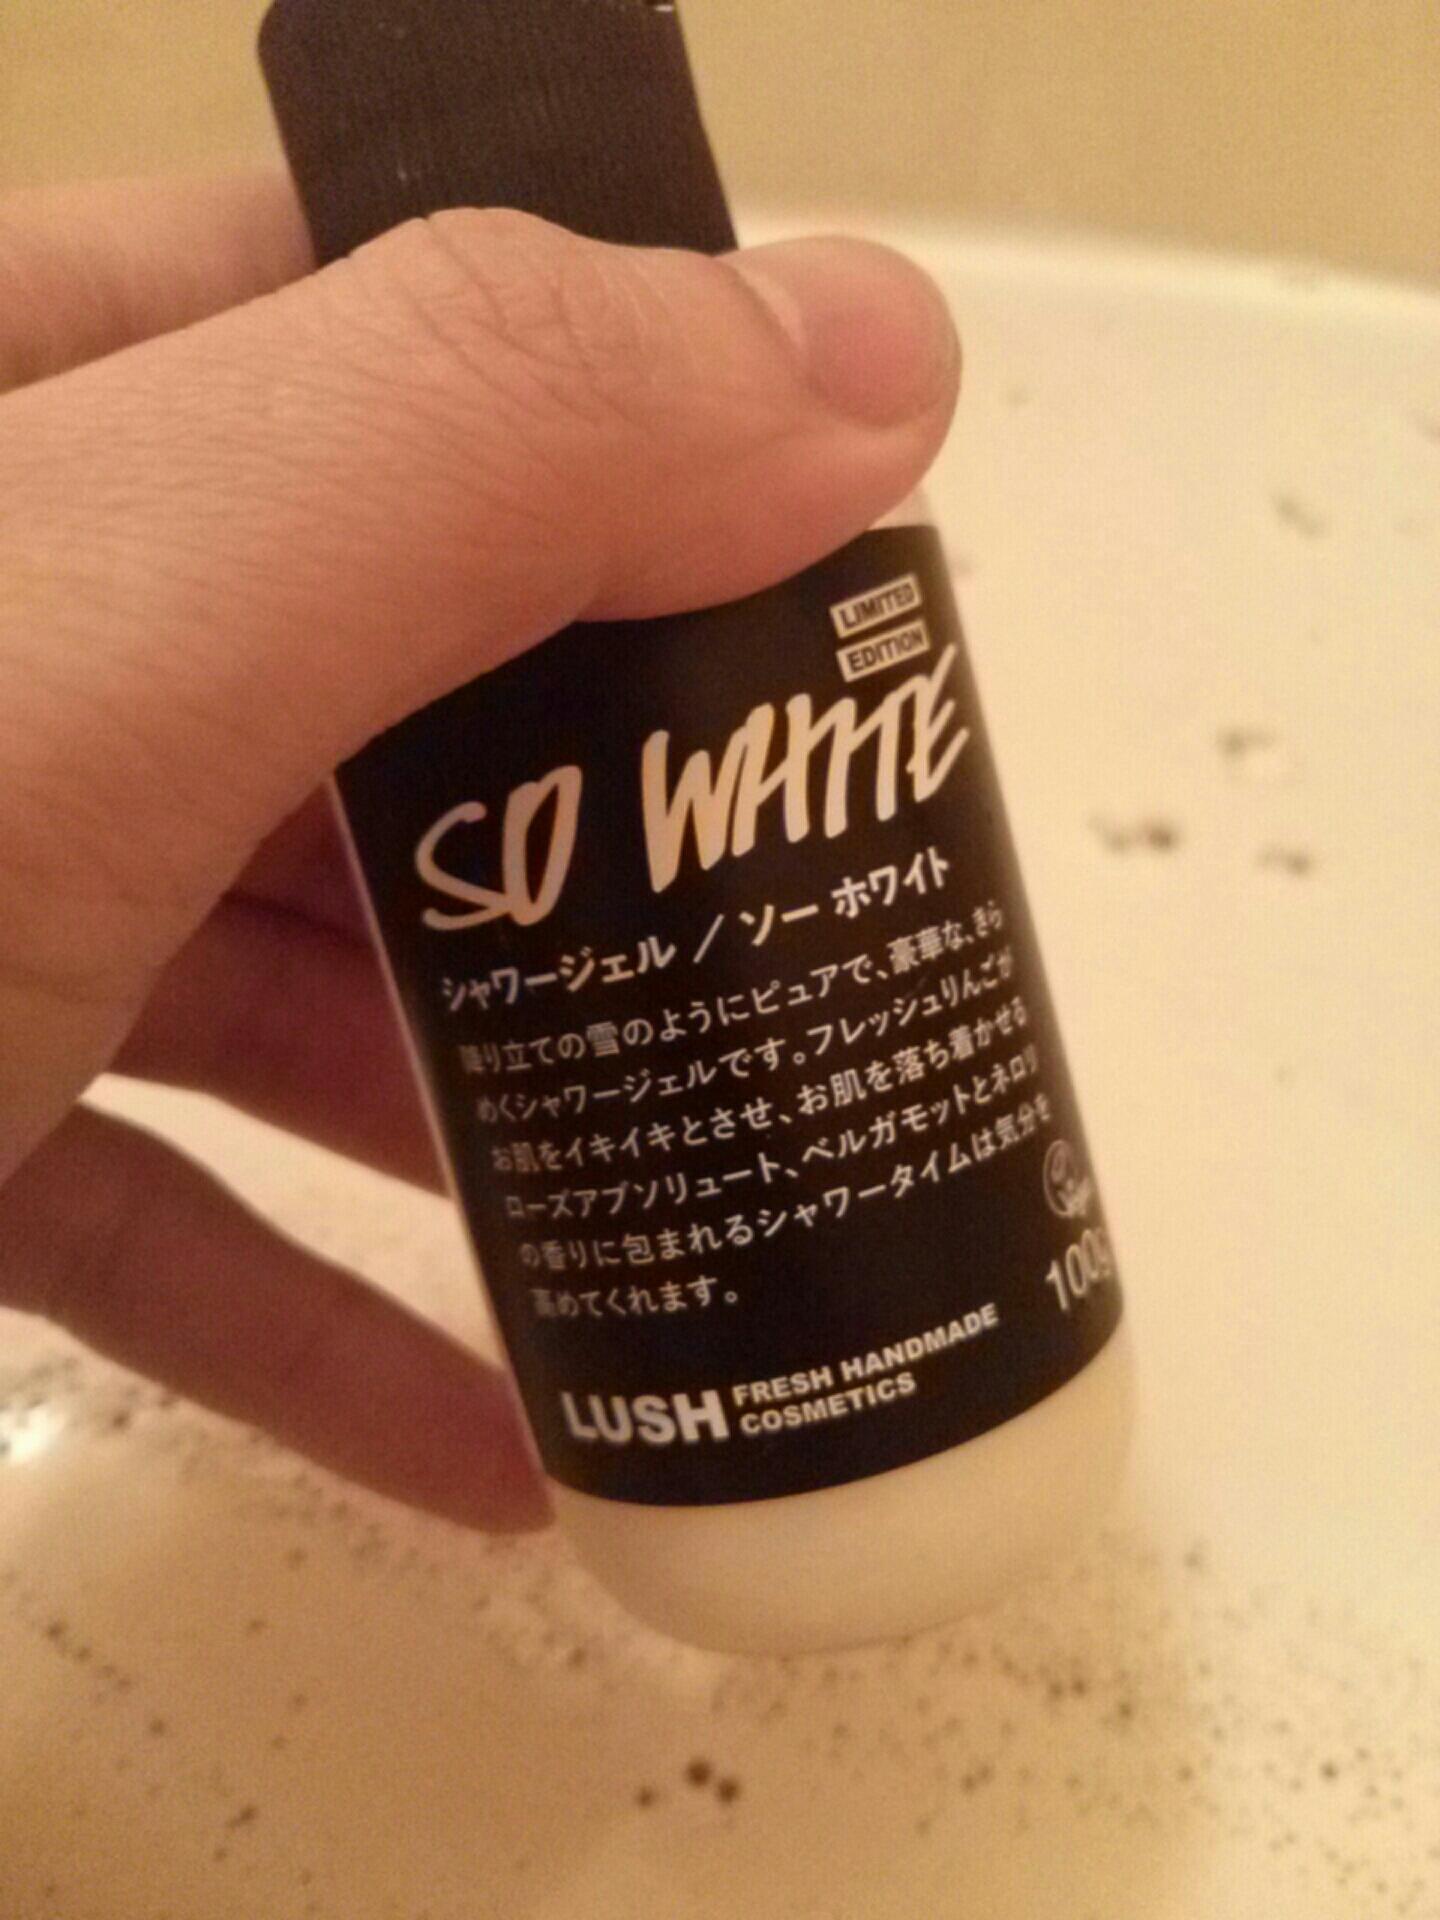 LIMITED
EDITION
SO WHITE
シャワージェル / ソー ホワイト
降り立ての雪のようにピュアで、豪華な、きら
めくシャワージェルです。フレッシュりんごが
お肌をイキイキとさせ、お肌を落ち着かせる
ローズアブソリュート、ベルガモットとネロリ
の香りに包まれるシャワータイムは気分を
高めてくれます。
100g
LUSH FRESH HANDMADE
COSMETICS